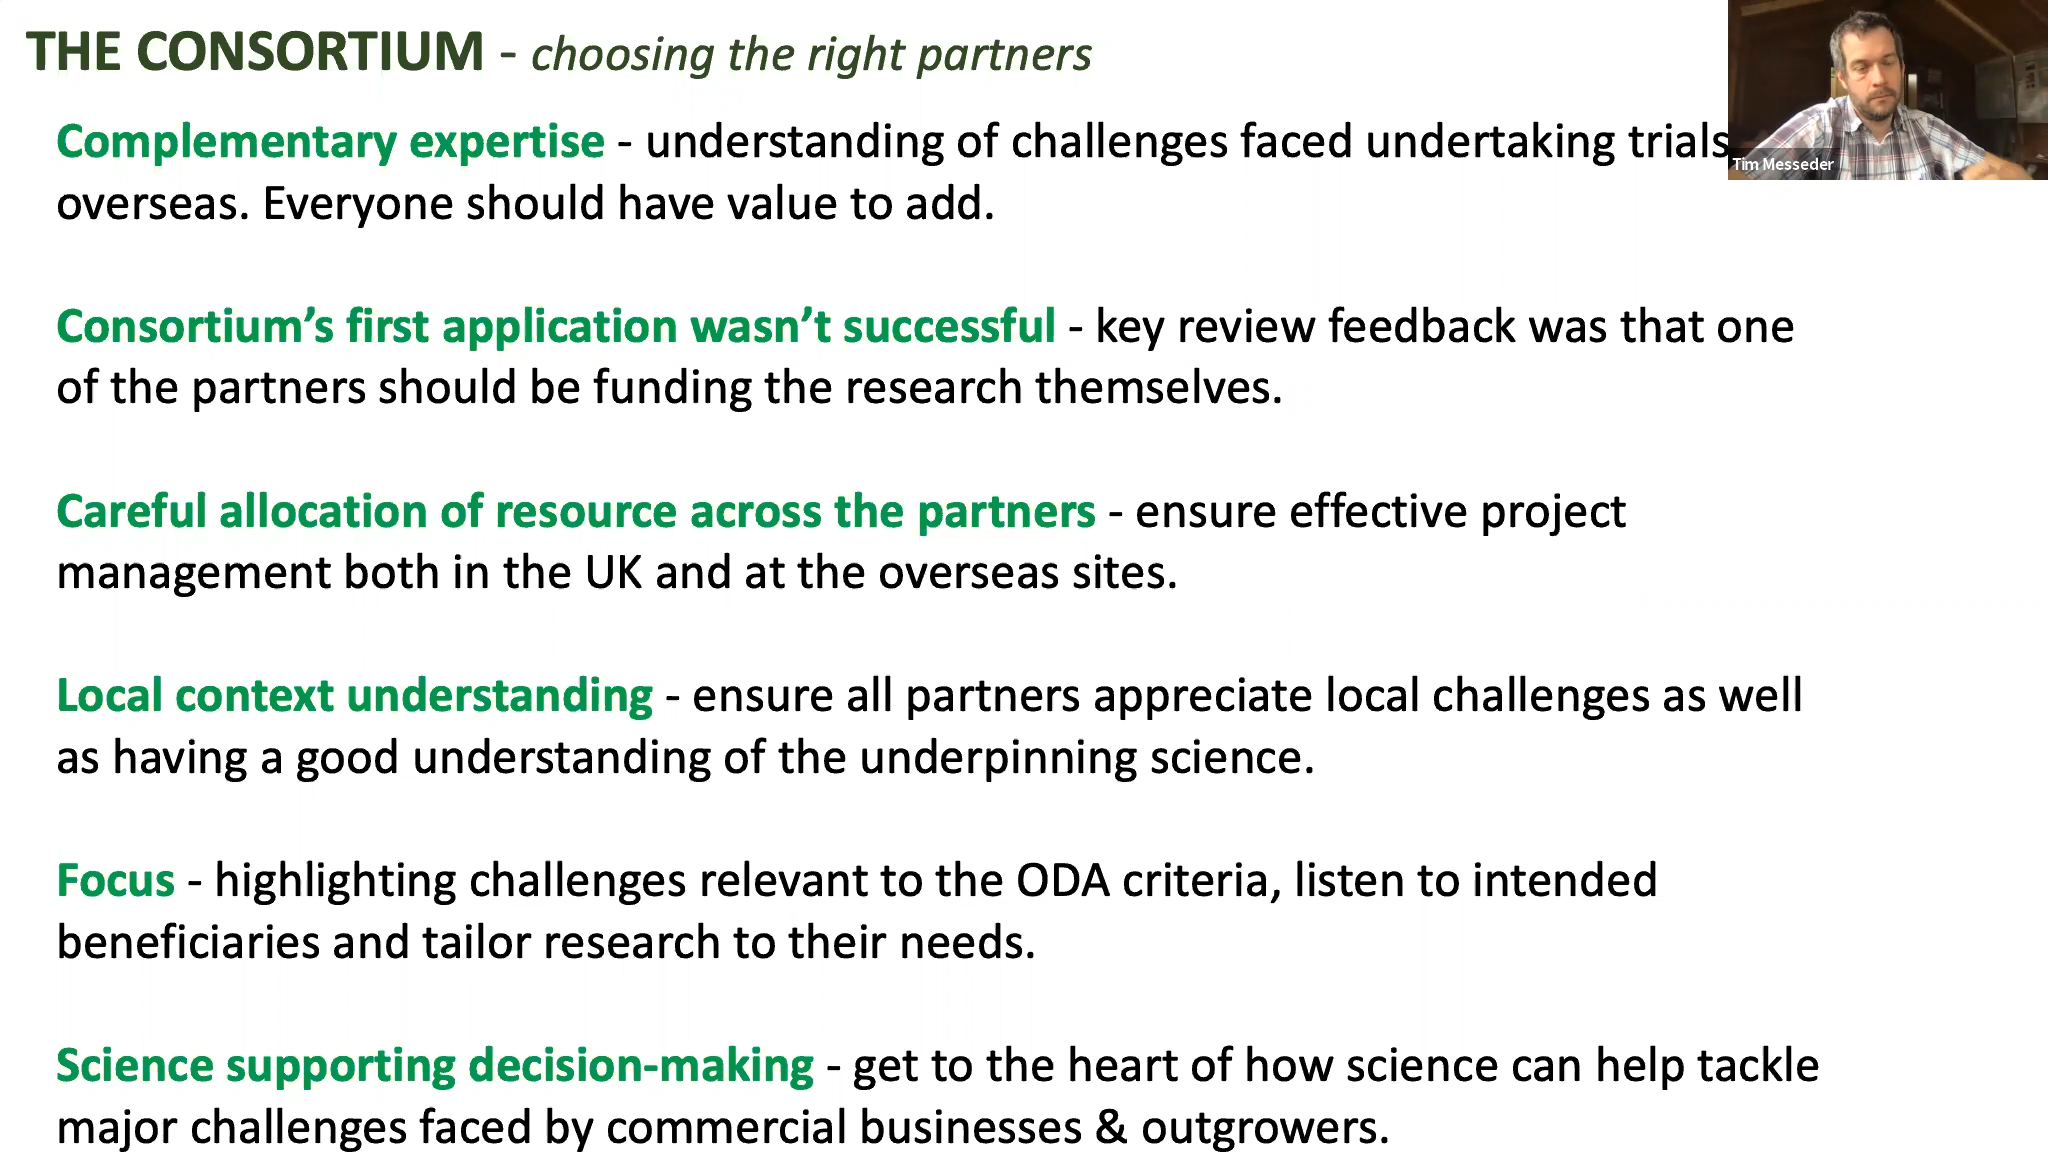 THE CONSORTIUM - choosing the right partners
Complementary expertise - understanding of challenges faced undertaking trials
overseas. Everyone should have value to add.
Tim Messeder
Consortium’s first application wasn’t successful - key review feedback was that one
of the partners should be funding the research themselves.
Careful allocation of resource across the partners - ensure effective project
management both in the UK and at the overseas sites.
Local context understanding - ensure all partners appreciate local challenges as well
as having a good understanding of the underpinning science.
Focus - highlighting challenges relevant to the ODA criteria, listen to intended
beneficiaries and tailor research to their needs.
Science supporting decision-making - get to the heart of how science can help tackle
major challenges faced by commercial businesses & outgrowers.